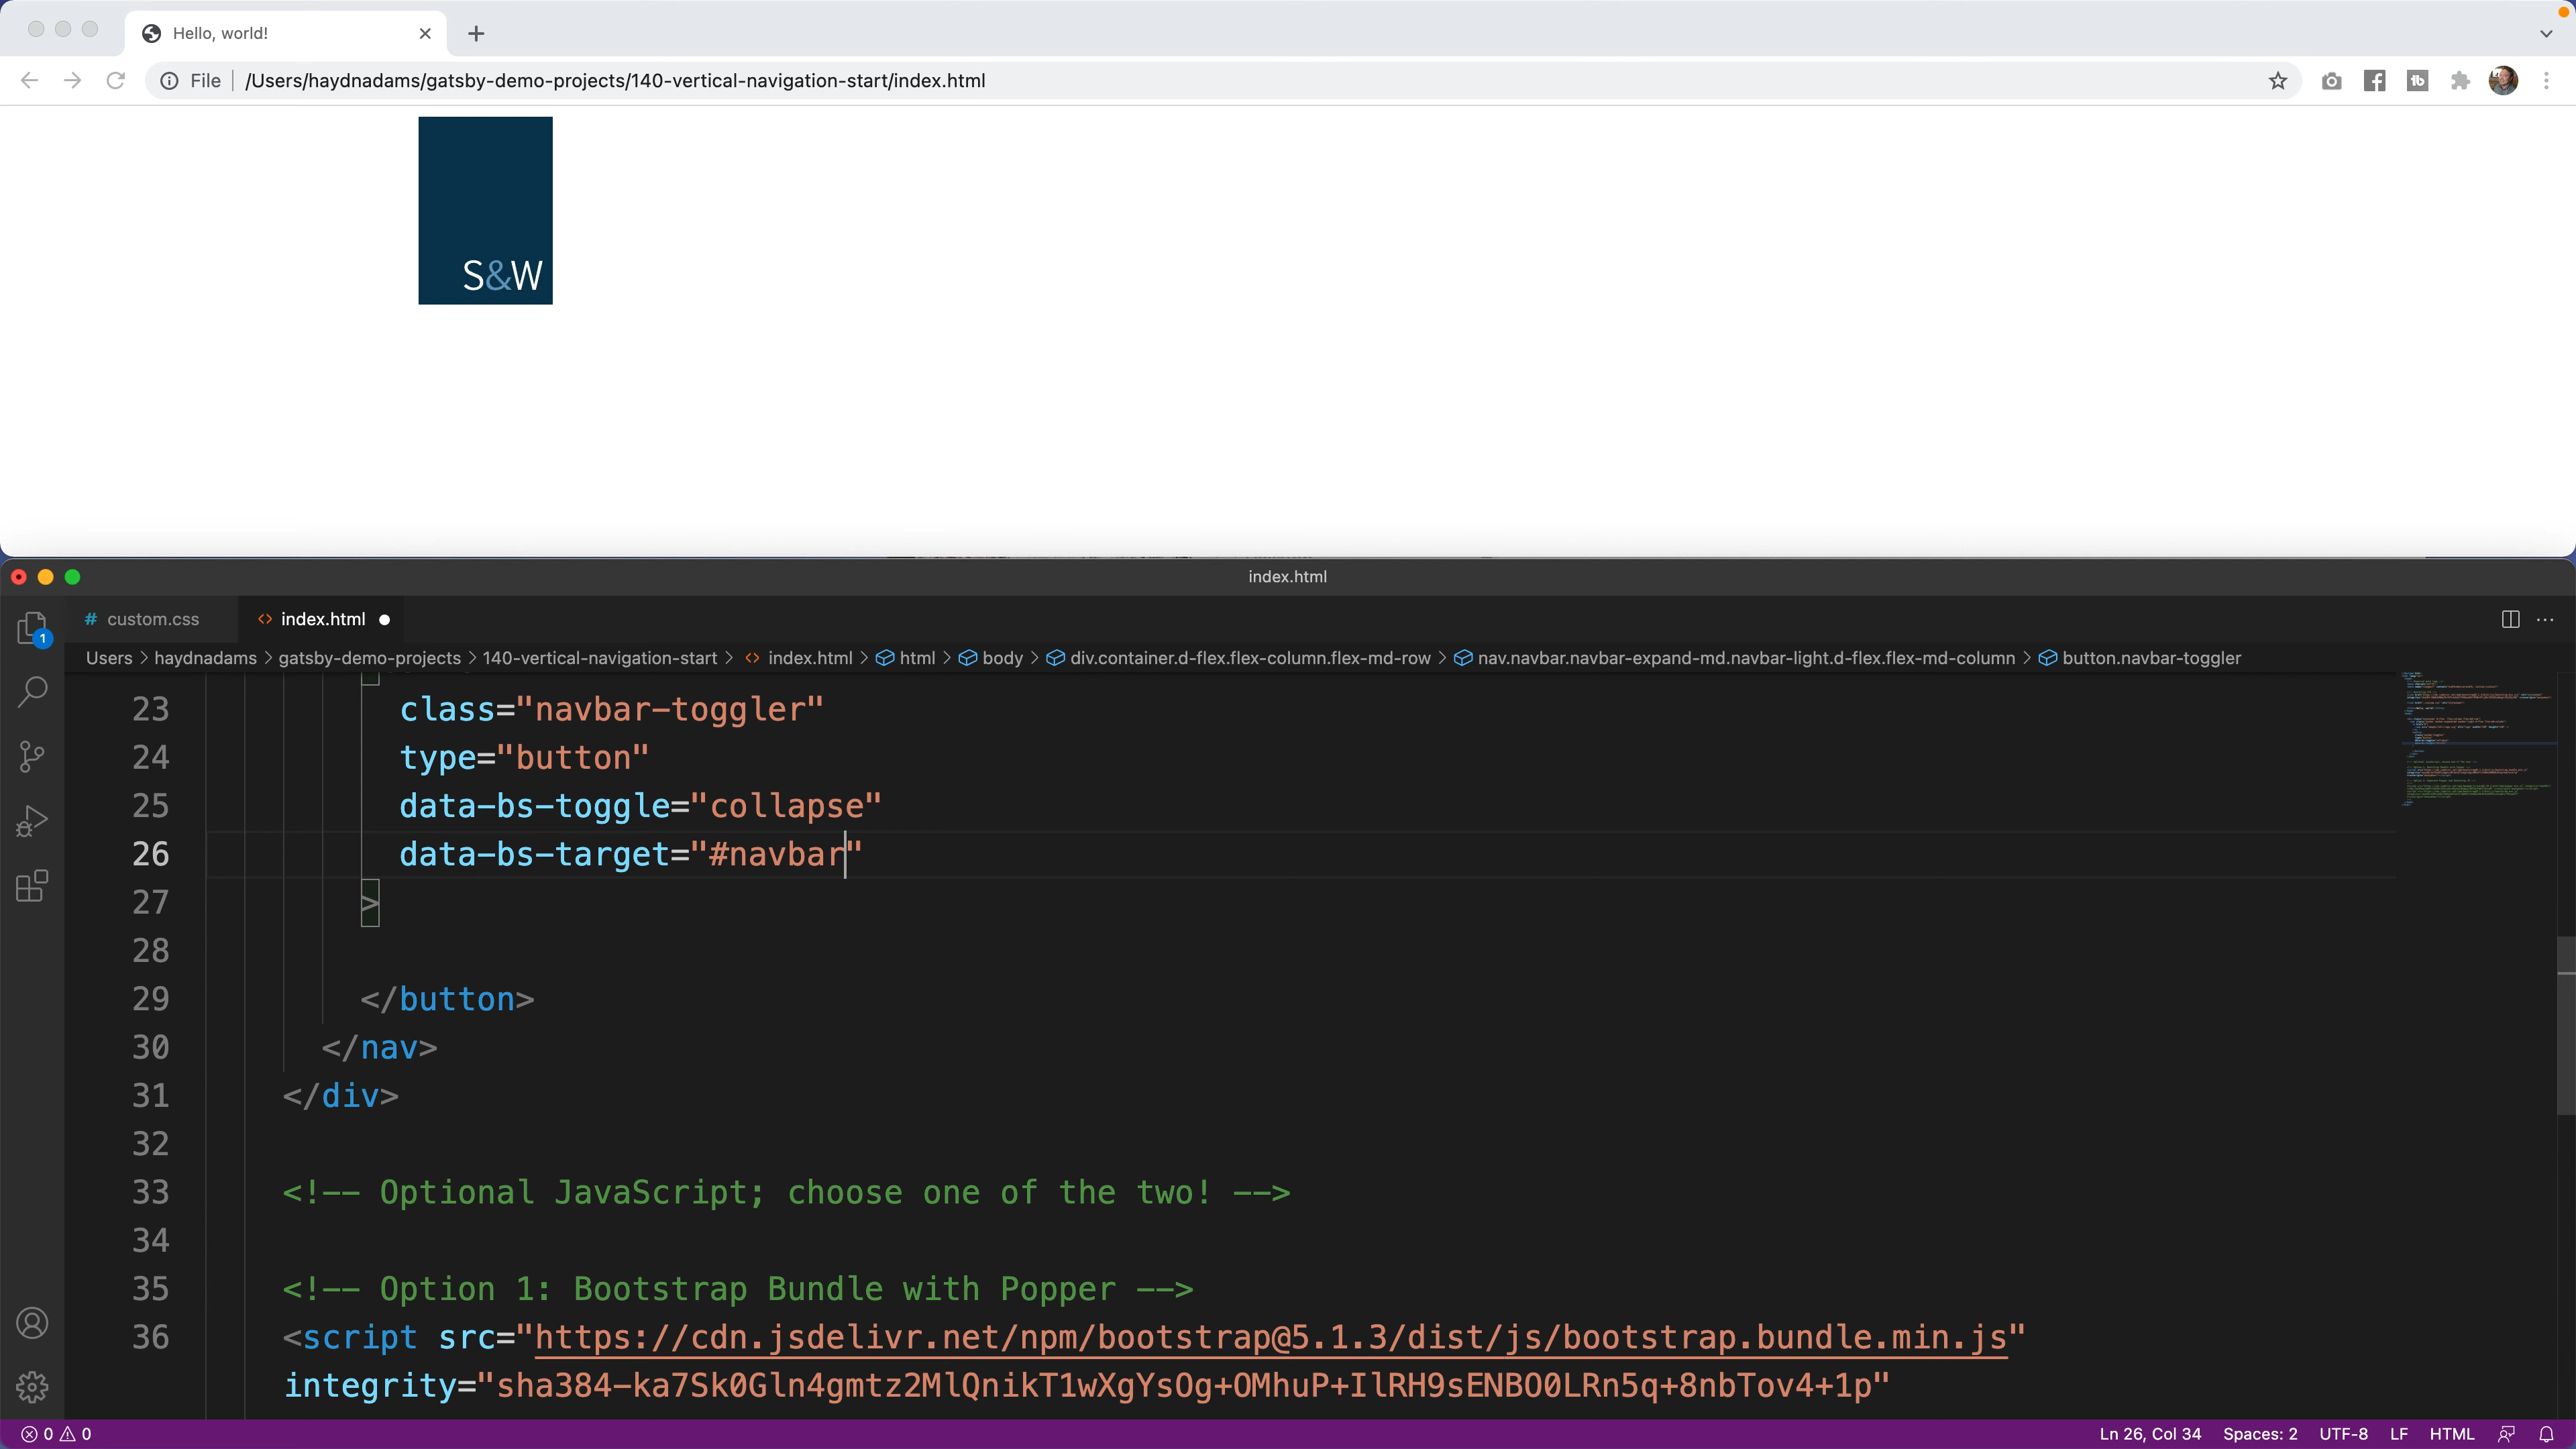 Hello, world!
File
/Users/haydnadams/gatsby-demo-projects/140-vertical-navigation-start/index.html
S&W
index.html
# custom.css
<> index.html
1
Users > haydnadams > gatsby-demo-projects > 140-vertical-navigation-start > <> index.html > html > body > div.container.d-flex.flex-column.flex-md-row > nav.navbar.navbar-expand-md.navbar-light.d-flex.flex-md-column > button.navbar-toggler
23 class="navbar-toggler"
24 type="button"
25 data-bs-toggle="collapse"
26 data-bs-target="#navbar"
27 >
28
29 </button>
30 </nav>
31 </div>
32
33 <!-- Optional JavaScript; choose one of the two! -->
34
35 <!-- Option 1: Bootstrap Bundle with Popper -->
36 <script src="https://cdn.jsdelivr.net/npm/bootstrap@5.1.3/dist/js/bootstrap.bundle.min.js"
integrity="sha384-ka7Sk0Gln4gmtz2MlQnikT1wXgYsOg+OMhuP+IlRH9sENBO0LRn5q+8nbTov4+1p"
0 0
Ln 26, Col 34 Spaces: 2 UTF-8 LF HTML